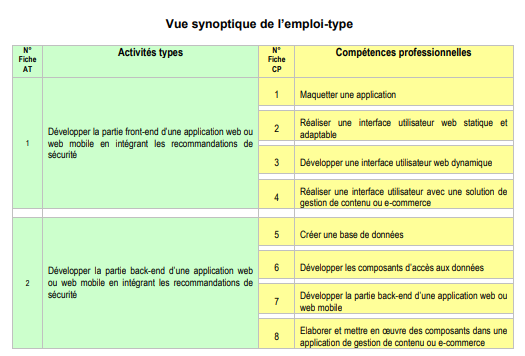 Vue synoptique de l'emploi-type
N° Fiche AT
Activités types
N° Fiche CP
Compétences professionnelles
1
Développer la partie front-end d'une application web ou
web mobile en intégrant les recommandations de
sécurité
1
Maquetter une application
2
Réaliser une interface utilisateur web statique et
adaptable
3
Développer une interface utilisateur web dynamique
4
Réaliser une interface utilisateur avec une solution de
gestion de contenu ou e-commerce
2
Développer la partie back-end d'une application web
ou web mobile en intégrant les recommandations de
sécurité
5
Créer une base de données
6
Développer les composants d'accès aux données
7
Développer la partie back-end d'une application web ou
web mobile
8
Elaborer et mettre en œuvre des composants dans une
application de gestion de contenu ou e-commerce